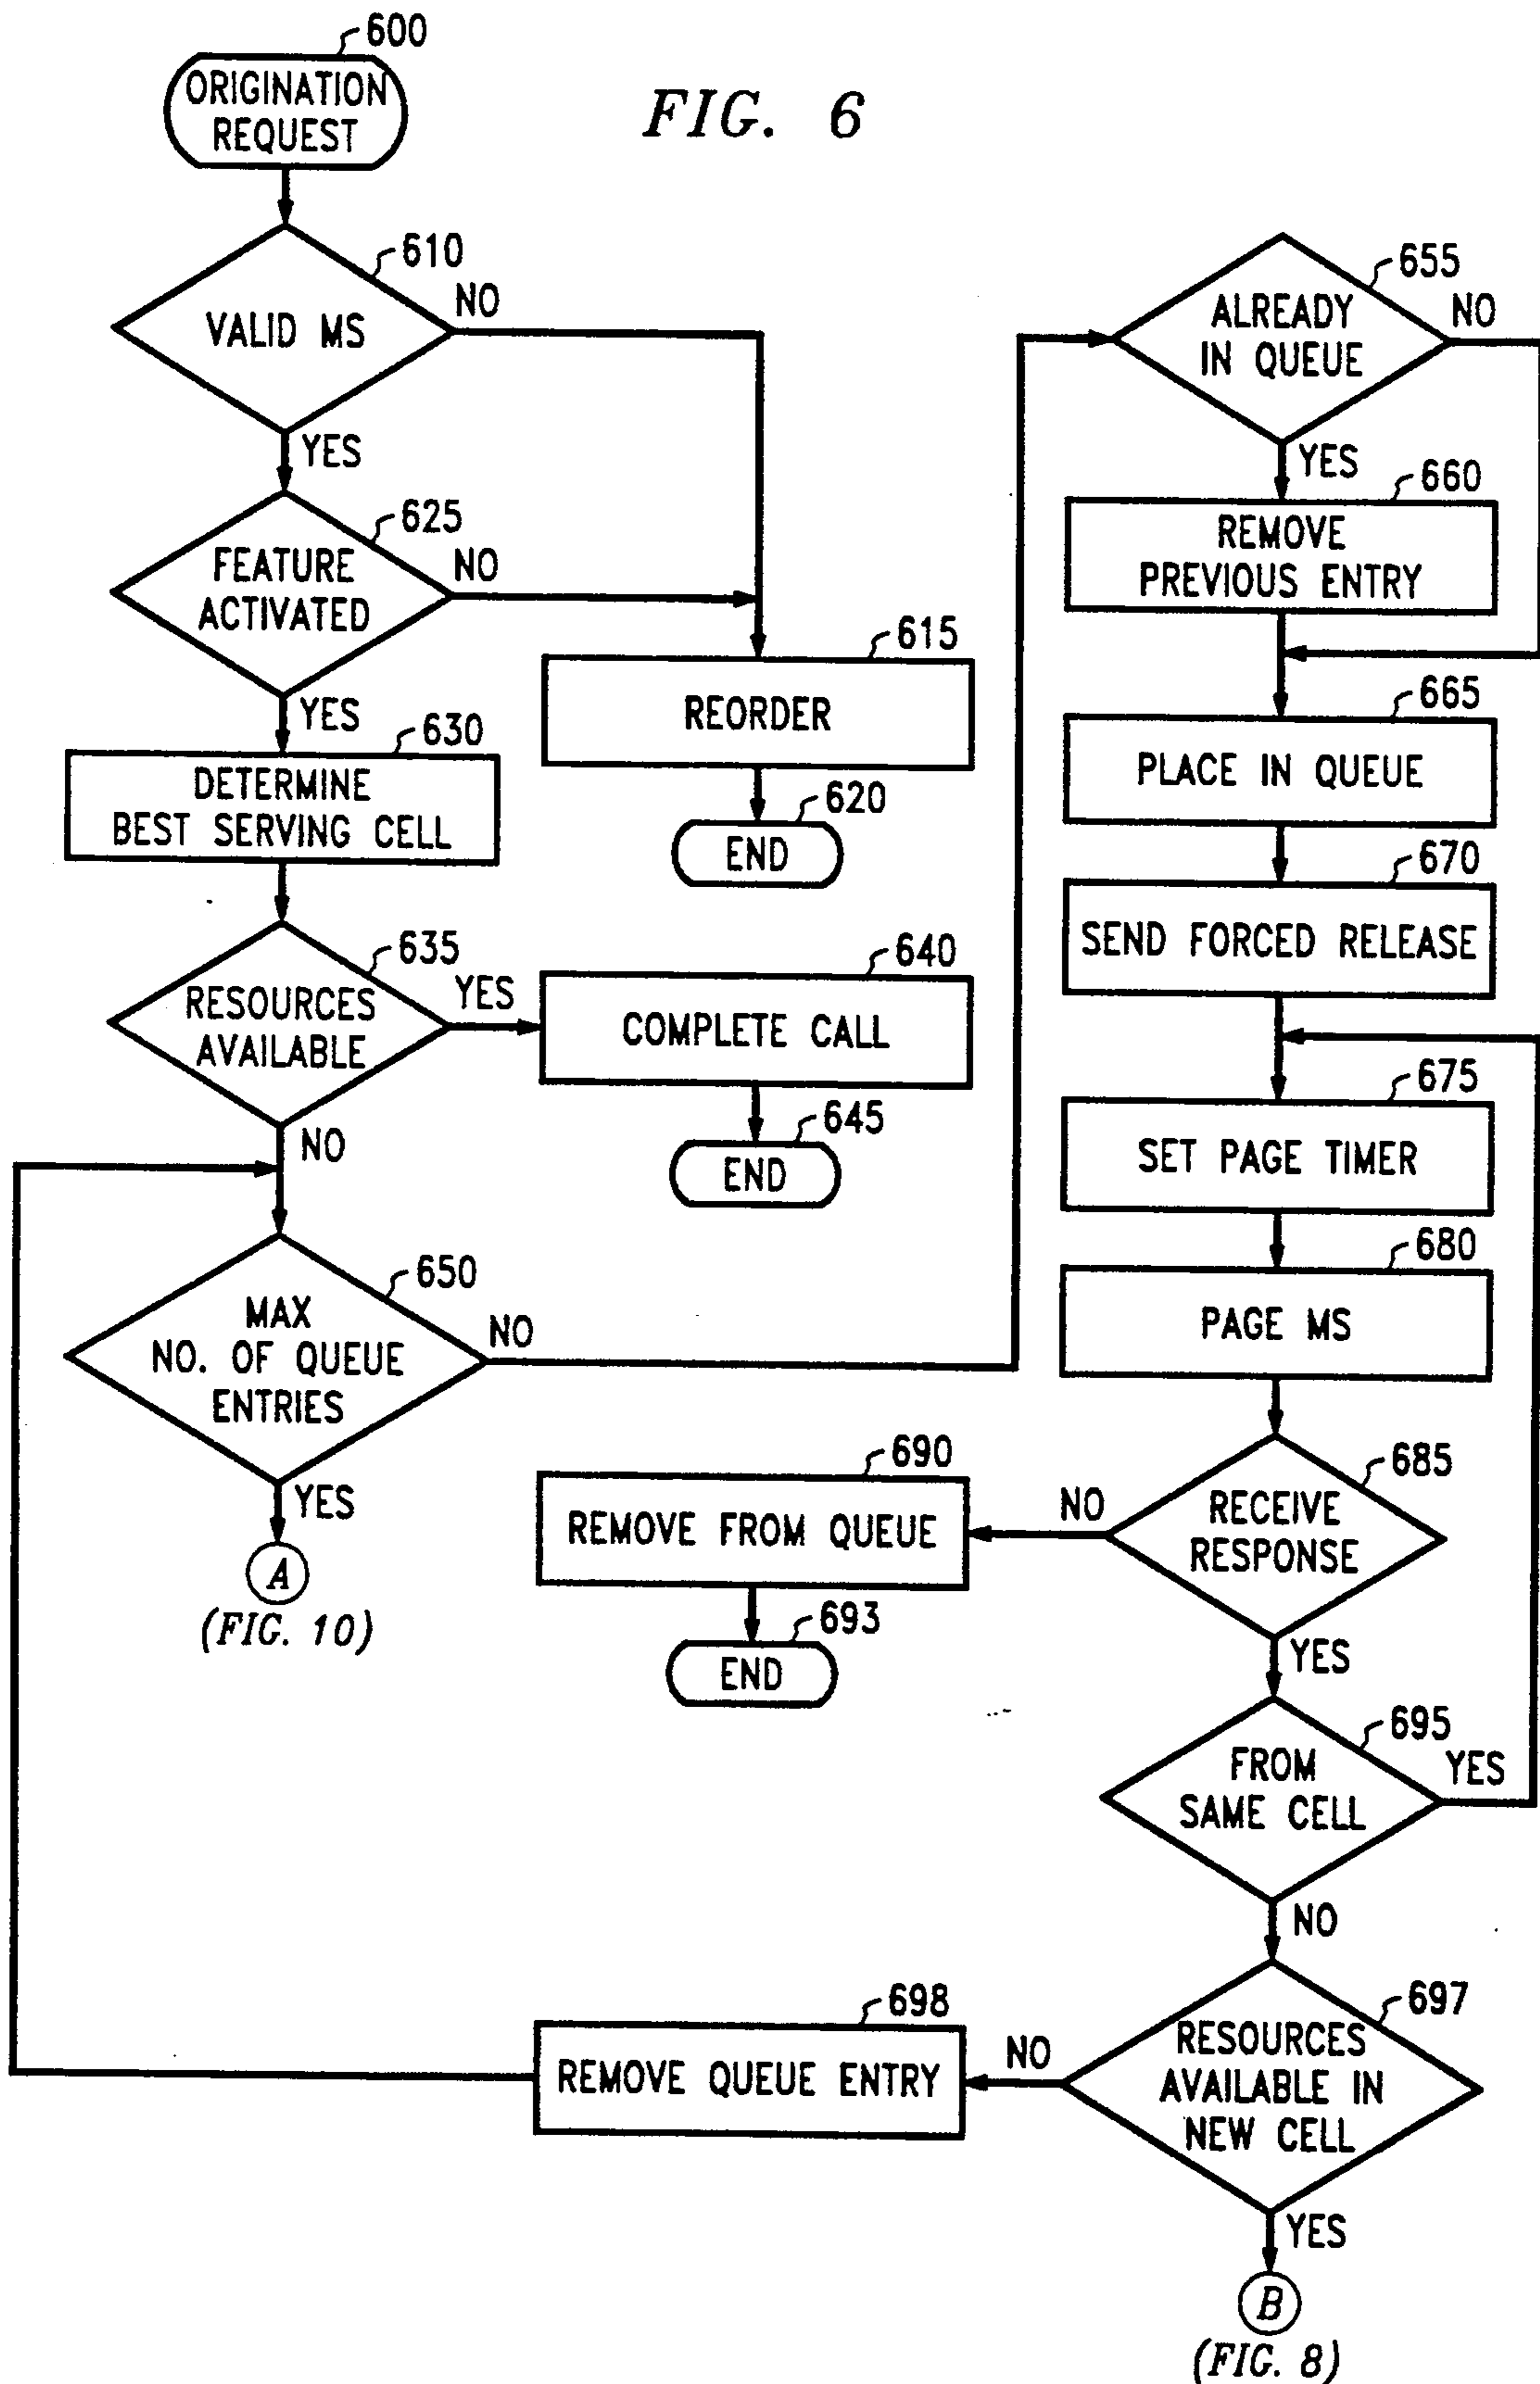 FIG. 6
600
ORIGINATION
REQUEST
610
VALID MS
NO
YES
625
FEATURE
ACTIVATED
NO
YES
615
REORDER
620
END
630
DETERMINE
BEST SERVING CELL
635
RESOURCES
AVAILABLE
YES
NO
640
COMPLETE CALL
645
END
650
MAX
NO. OF QUEUE
ENTRIES
NO
YES
A
(FIG. 10)
655
ALREADY
IN QUEUE
NO
YES
660
REMOVE
PREVIOUS ENTRY
665
PLACE IN QUEUE
670
SEND FORCED RELEASE
675
SET PAGE TIMER
680
PAGE MS
685
RECEIVE
RESPONSE
NO
YES
690
REMOVE FROM QUEUE
693
END
695
FROM
SAME CELL
YES
NO
697
RESOURCES
AVAILABLE IN
NEW CELL
NO
YES
698
REMOVE QUEUE ENTRY
B
(FIG. 8)